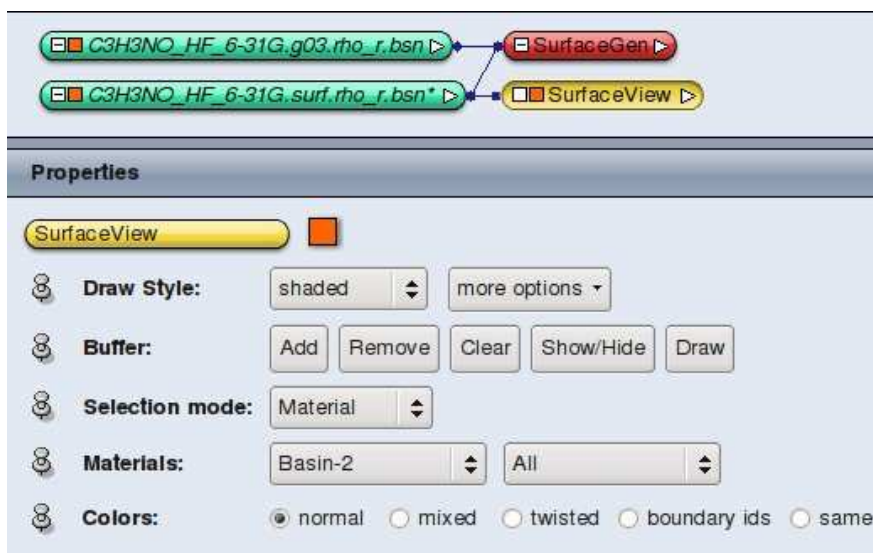 C3H3NO_HF_6-31G.g03.rho_r.bsn SurfaceGen
C3H3NO_HF_6-31G.surf.rho_r.bsn* SurfaceView
Properties
SurfaceView
Draw Style: shaded more options
Buffer: Add Remove Clear Show/Hide Draw
Selection mode: Material
Materials: Basin-2 All
Colors: normal mixed twisted boundary ids same